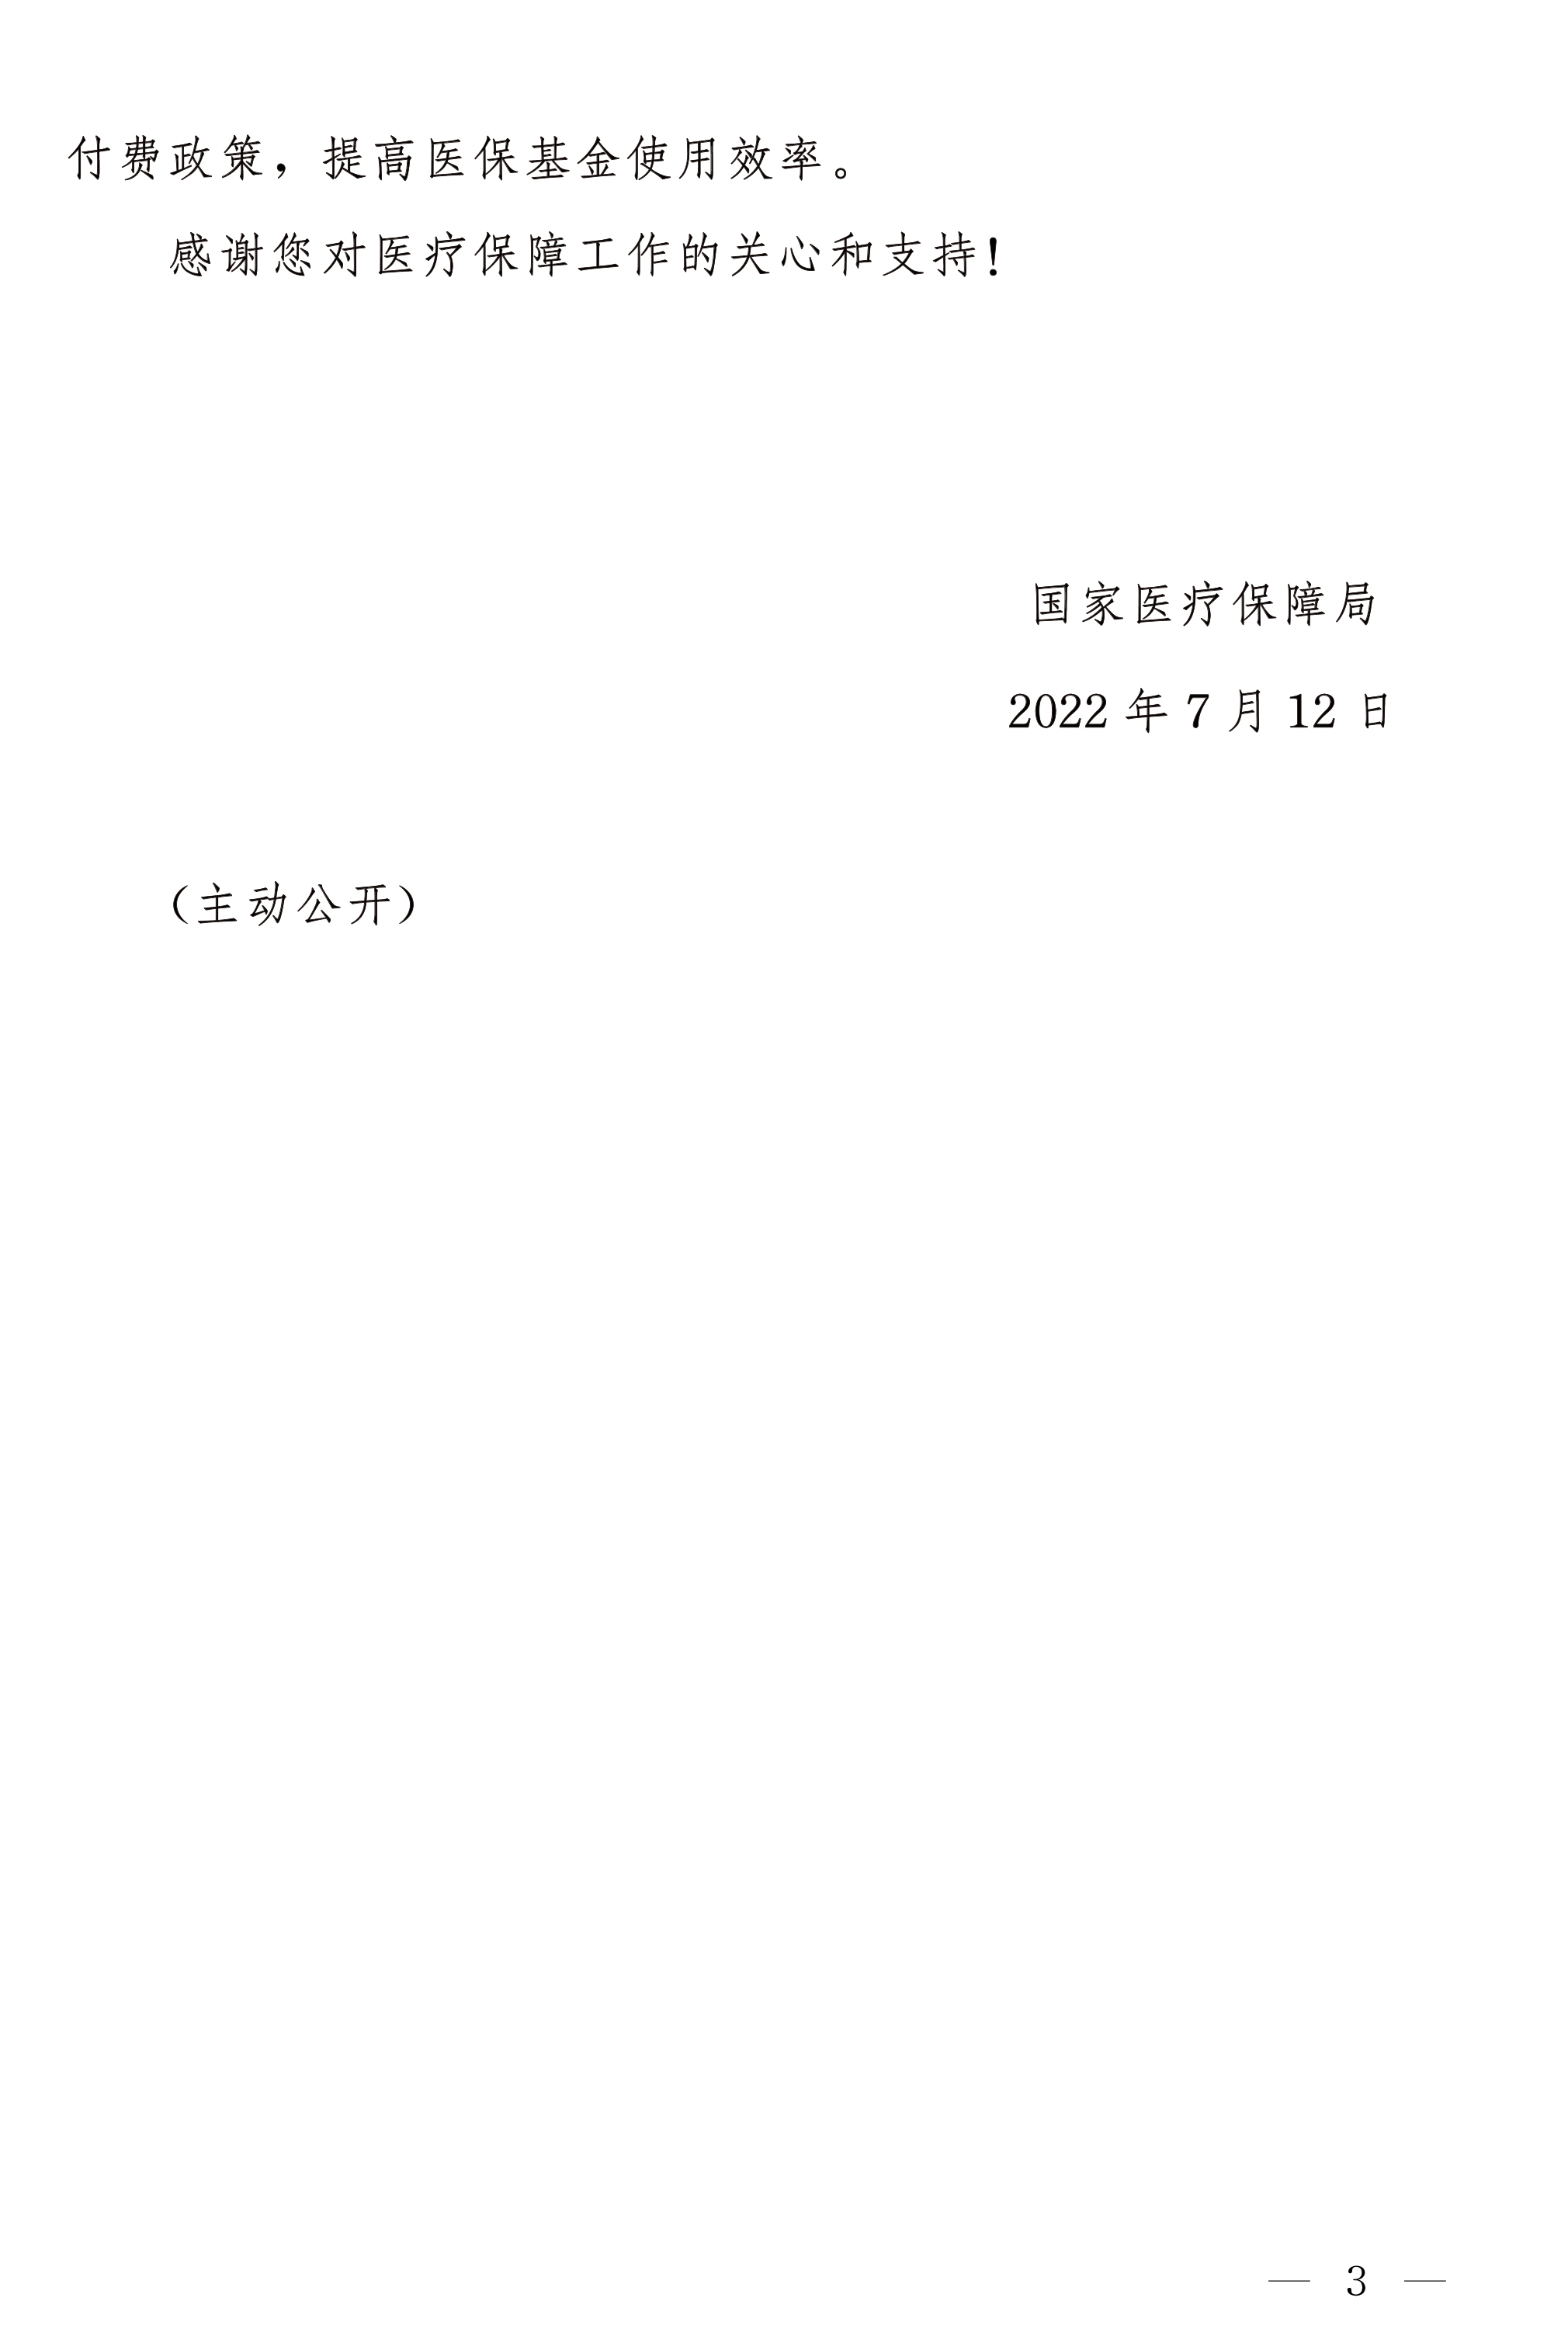 付费政策，提高医保基金使用效率。
感谢您对医疗保障工作的关心和支持！
国家医疗保障局
2022 年 7 月 12 日
（主动公开）
— 3 —